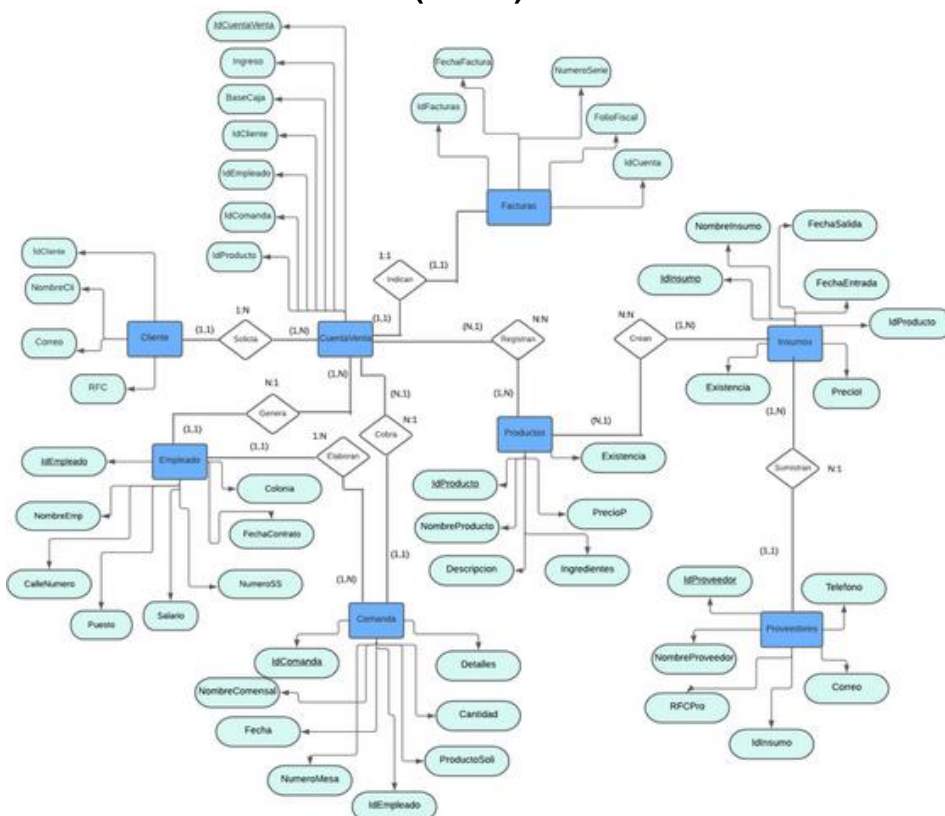 IdCuentaVenta
Ingreso
BaseCaja
IdCliente
IdEmpleado
IdComanda
IdProducto
FechaFactura
NumeroSerie
IdFacturas
FolioFiscal
IdCuenta
Facturas
1:1
Indican
(1,1)
(1,1)
IdCliente
NombreCli
Correo
RFC
Cliente
(1,1)
1:N
Solicia
(1,N)
CuentaVenta
(N,1)
N:N
Registran
(1,N)
N:N
Crean
(1,N)
(N,1)
NombreInsumo
FechaSalida
IdInsumo
FechaEntrada
IdProducto
Insumos
Existencia
PrecioI
(1,N)
N:1
Genera
(1,1)
(1,N)
(N,1)
N:1
Cobra
(1,1)
(1,1)
1:N
Elaboran
(1,N)
Empleado
IdEmpleado
Colonia
NombreEmp
FechaContrato
CalleNumero
NumeroSS
Puesto
Salario
Productos
Existencia
IdProducto
PrecioP
NombreProducto
Descripcion
Ingredientes
(1,N)
Sumistran
N:1
(1,1)
IdProveedor
Telefono
Proveedores
NombreProveedor
Correo
RFCPro
IdInsumo
Comanda
IdComanda
Detalles
NombreComensal
Cantidad
Fecha
ProductoSoli
NumeroMesa
IdEmpleado